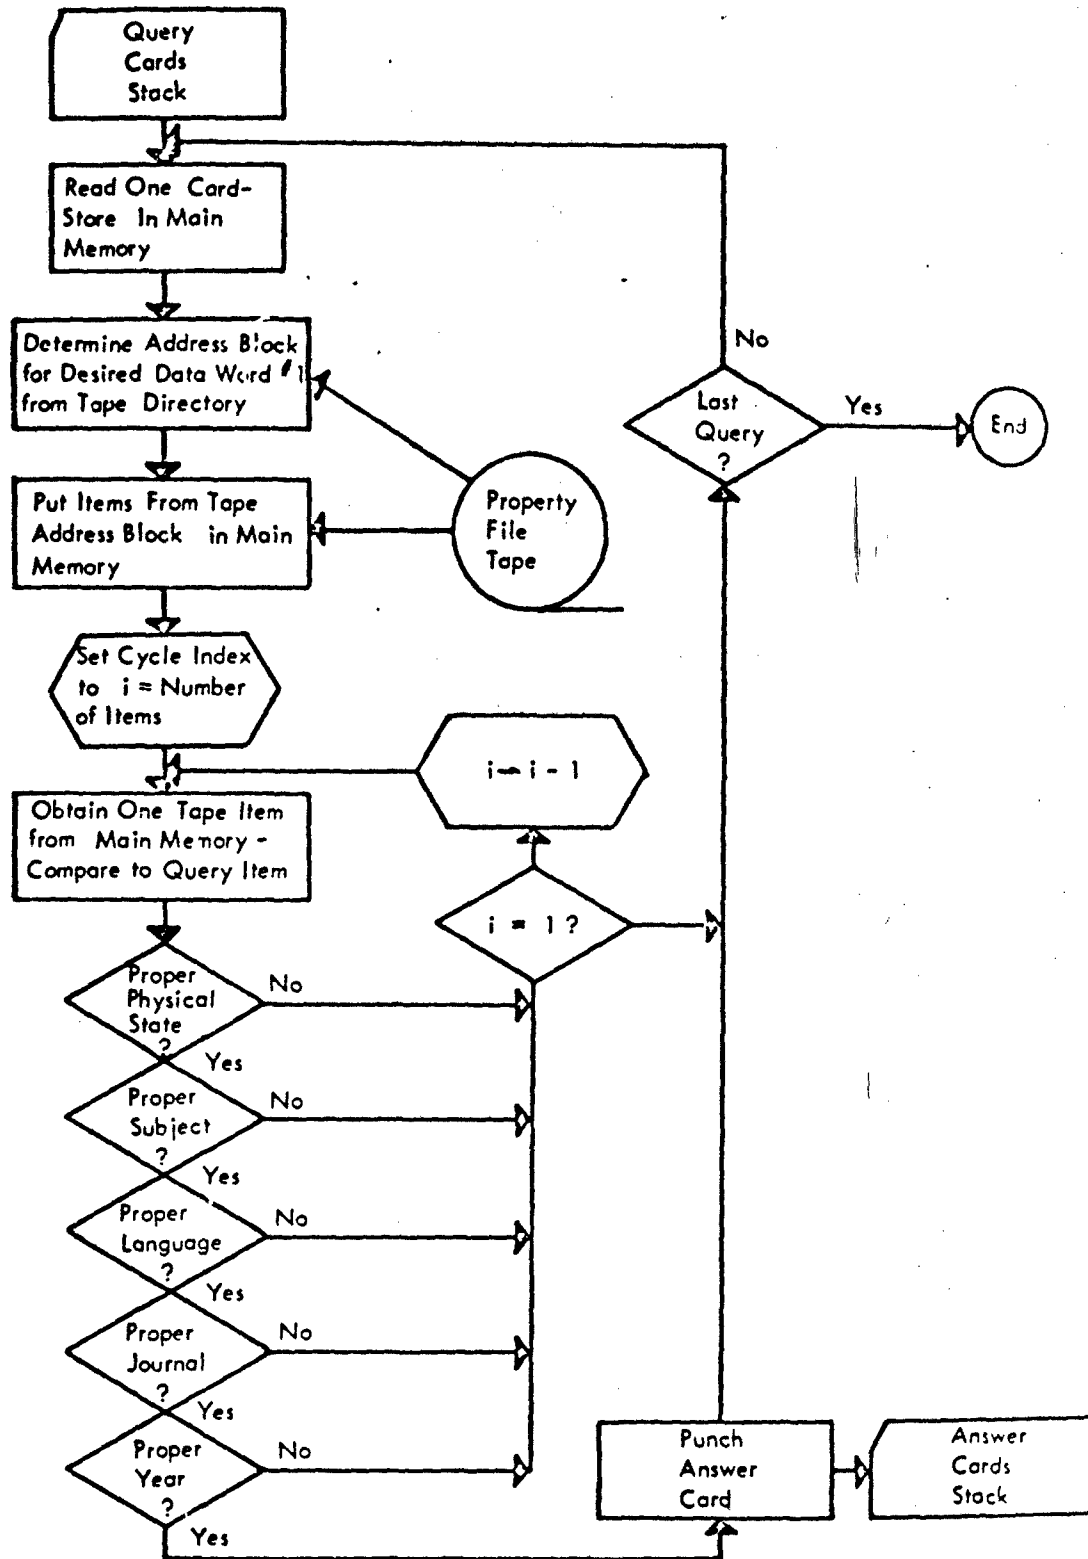 Query
Cards
Stack
Read One Card-
Store In Main
Memory
Determine Address Block
for Desired Data Word #1
from Tape Directory
No
Last
Query
?
Yes
End
Put Items From Tape
Address Block in Main
Memory
Property
File
Tape
Set Cycle Index
to i = Number
of Items
i→i - 1
Obtain One Tape Item
from Main Memory -
Compare to Query Item
i = 1 ?
Proper
Physical
State
?
No
Yes
Proper
Subject
?
No
Yes
Proper
Language
?
No
Yes
Proper
Journal
?
No
Yes
Proper
Year
?
No
Yes
Punch
Answer
Card
Answer
Cards
Stack